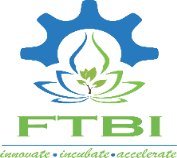 FTBI
innovate • incubate • accelerate